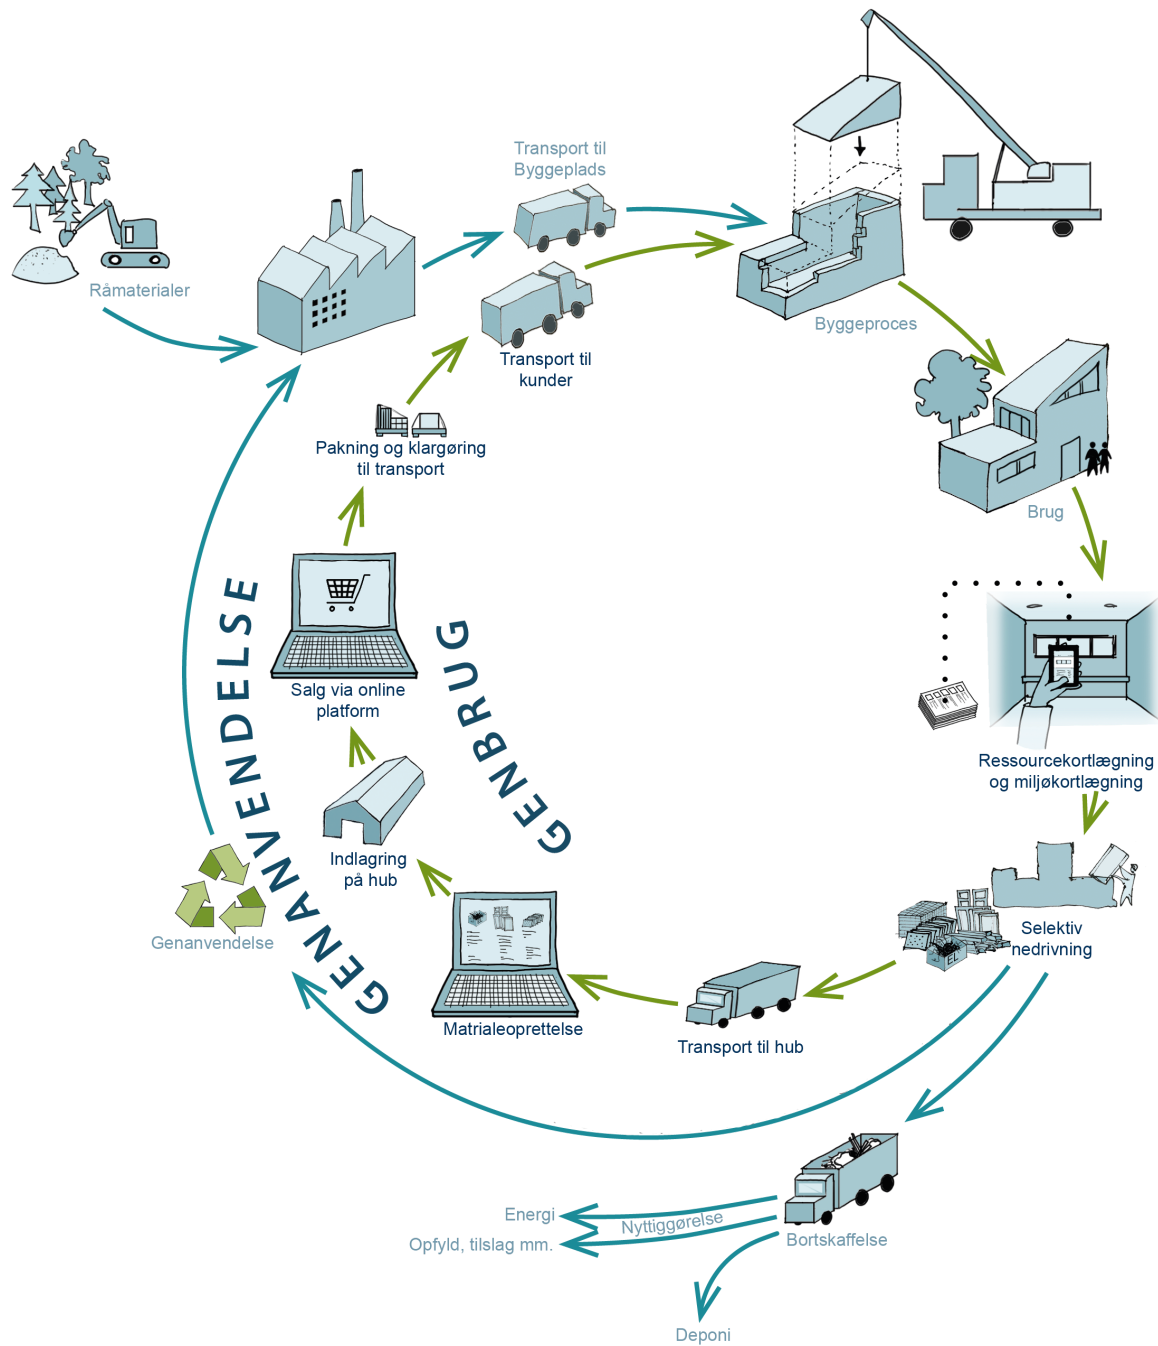 Transport til
Byggeplads
Råmaterialer
Byggeproces
Transport til
kunder
Pakning og klargøring
til transport
Brug
GENANVENDELSE
GENBRUG
Salg via online
platform
Ressourcekortlægning
og miljøkortlægning
Indlagring
på hub
Genanvendelse
Selektiv
nedrivning
EL
Matrialeoprettelse
Transport til hub
Energi
Nyttiggørelse
Opfyld, tilslag mm.
Bortskaffelse
Deponi